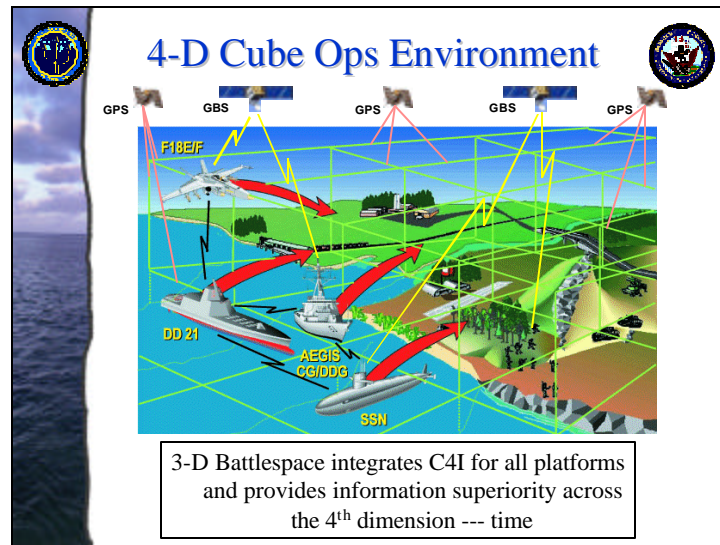 4-D Cube Ops Environment
GPS
GBS
GPS
GBS
GPS
F18E/F
DD 21
AEGIS
CG/DDG
SSN
3-D Battlespace integrates C4I for all platforms
and provides information superiority across
the 4th dimension --- time